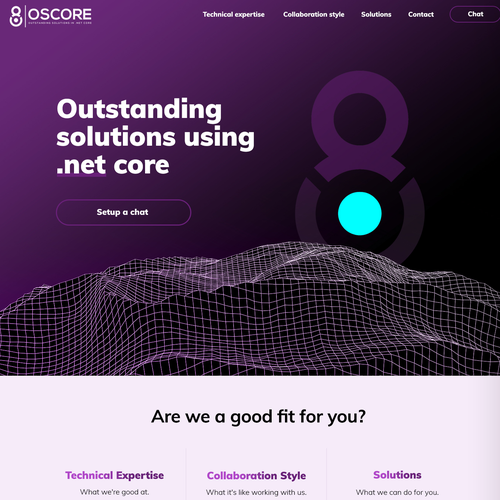 OSCORE
OUTSTANDING SOLUTIONS IN .NET CORE
Technical expertise
Collaboration style
Solutions
Contact
Chat
Outstanding
solutions using
.net core
Setup a chat
Are we a good fit for you?
Technical Expertise
What we're good at.
Collaboration Style
What it's like working with us.
Solutions
What we can do for you.